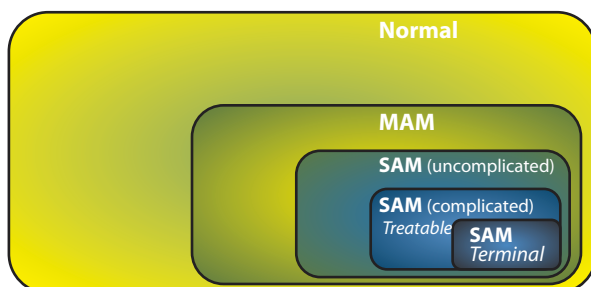 Normal
MAM
SAM (uncomplicated)
SAM (complicated)
Treatable
SAM
Terminal